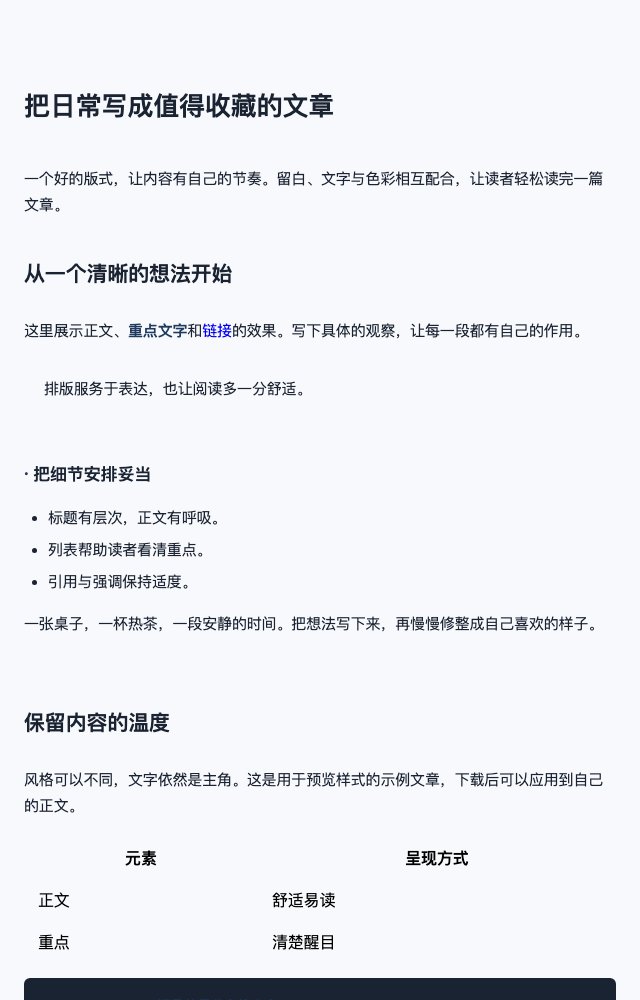 把日常写成值得收藏的文章
一个好的版式，让内容有自己的节奏。留白、文字与色彩相互配合，让读者轻松读完一篇
文章。
从一个清晰的想法开始
这里展示正文、重点文字和链接的效果。写下具体的观察，让每一段都有自己的作用。
排版服务于表达，也让阅读多一分舒适。
· 把细节安排妥当
• 标题有层次，正文有呼吸。
• 列表帮助读者看清重点。
• 引用与强调保持适度。
一张桌子，一杯热茶，一段安静的时间。把想法写下来，再慢慢修整成自己喜欢的样子。
保留内容的温度
风格可以不同，文字依然是主角。这是用于预览样式的示例文章，下载后可以应用到自己
的正文。
元素 呈现方式
正文 舒适易读
重点 清楚醒目